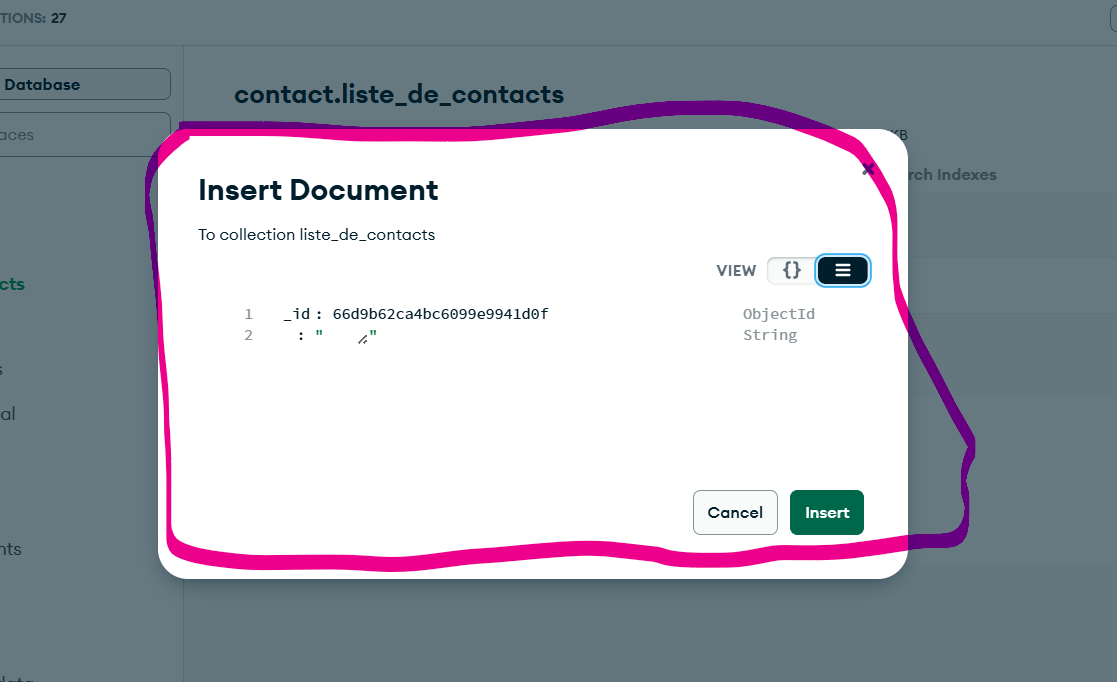 TIONS: 27
Database
aces
contact.liste_de_contacts
KB
rch Indexes
Insert Document
To collection liste_de_contacts
VIEW {}
1 _id : 66d9b62ca4bc6099e9941d0f ObjectId
2 : " " String
cts
s
al
nts
Cancel Insert